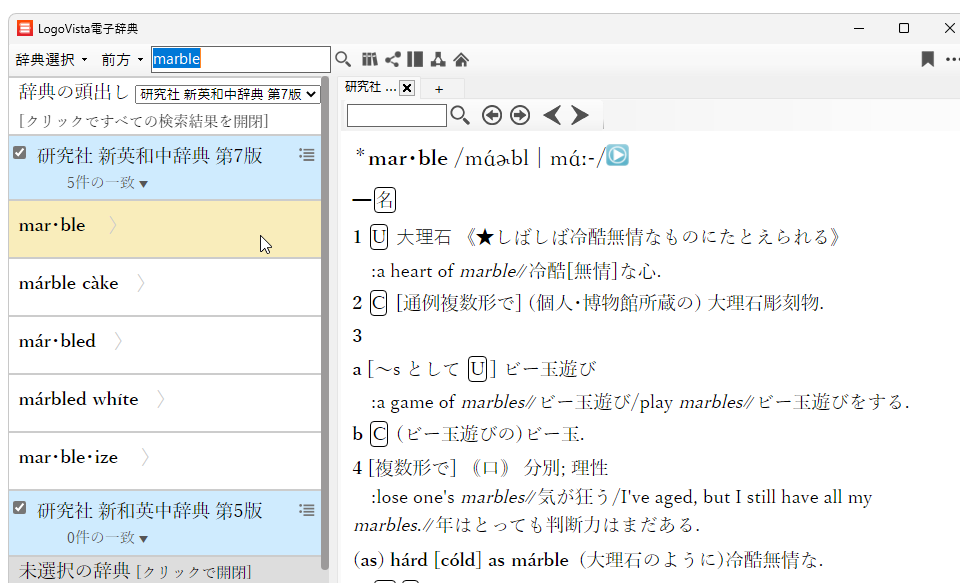 LogoVista電子辞典
辞典選択 前方 marble
辞典の頭出し 研究社 新英和中辞典 第7版
[クリックですべての検索結果を開閉]
研究社 新英和中辞典 第7版
5件の一致▼
mar・ble
márble càke
már・bled
márbled whíte
mar・ble・ize
研究社 新和英中辞典 第5版
0件の一致▼
未選択の辞典 [クリックで開閉]
研究社 ...
+
*mar・ble /mάɚbl | mάː-/
━名
1 U 大理石 《★しばしば冷酷無情なものにたとえられる》
:a heart of marble//冷酷[無情]な心.
2 C [通例複数形で] (個人・博物館所蔵の) 大理石彫刻物.
3
a [〜s として U] ビー玉遊び
:a game of marbles//ビー玉遊び/play marbles//ビー玉遊びをする.
b C (ビー玉遊びの)ビー玉.
4 [複数形で] 《口》 分別; 理性
:lose one's marbles//気が狂う/I've aged, but I still have all my
marbles.//年はとっても判断力はまだある.
(as) hárd [cóld] as márble (大理石のように)冷酷無情な.